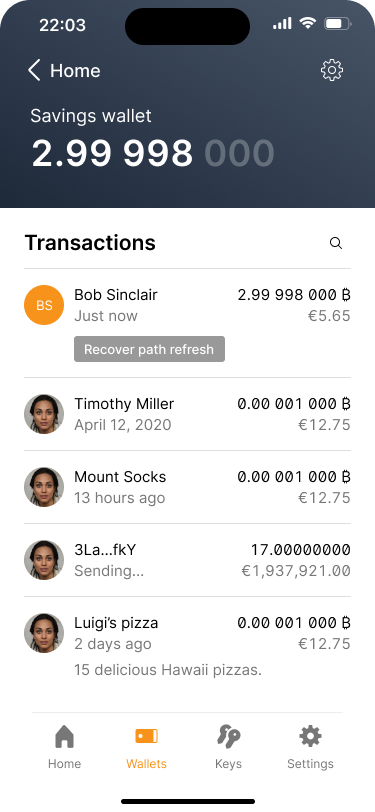 22:03
Home
Savings wallet
2.99 998 000
Transactions
BS
Bob Sinclair 2.99 998 000 ₿
Just now €5.65
Recover path refresh
Timothy Miller 0.00 001 000 ₿
April 12, 2020 €12.75
Mount Socks 0.00 001 000 ₿
13 hours ago €12.75
3La...fkY 17.00000000
Sending... €1,937,921.00
Luigi’s pizza 0.00 001 000 ₿
2 days ago €12.75
15 delicious Hawaii pizzas.
Home Wallets Keys Settings